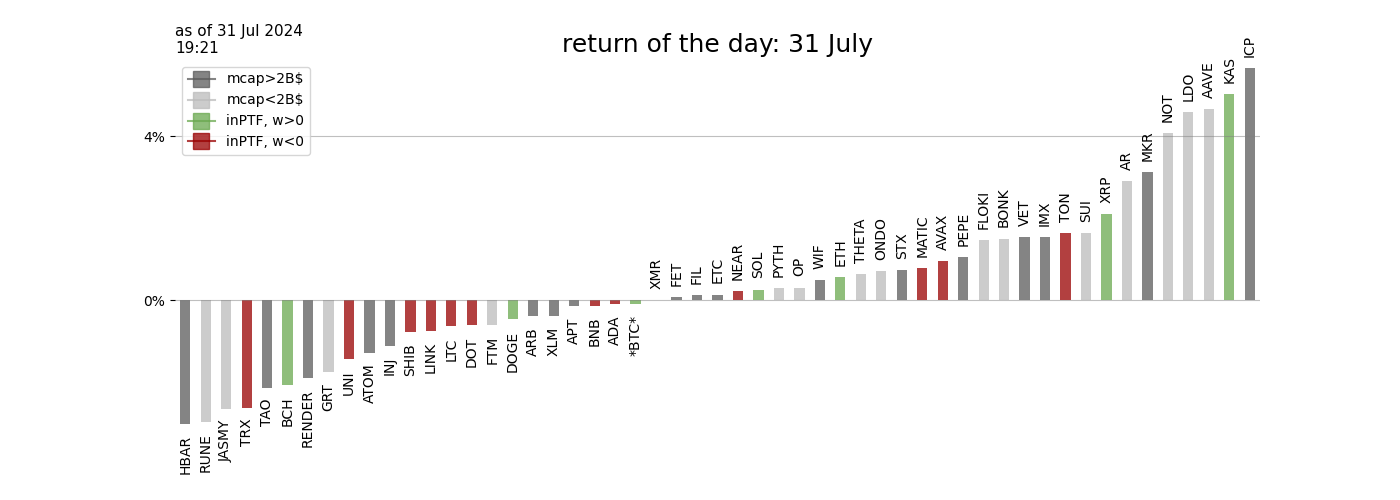 as of 31 Jul 2024
19:21
return of the day: 31 July
mcap>2B$
mcap<2B$
inPTF, w>0
inPTF, w<0
4%
0%
HBAR
RUNE
JASMY
TRX
TAO
BCH
RENDER
GRT
UNI
ATOM
INJ
SHIB
LINK
LTC
DOT
FTM
DOGE
ARB
XLM
APT
BNB
ADA
*BTC*
XMR
FET
FIL
ETC
NEAR
SOL
PYTH
OP
WIF
ETH
THETA
ONDO
STX
MATIC
AVAX
PEPE
FLOKI
BONK
VET
IMX
TON
SUI
XRP
AR
MKR
NOT
LDO
AAVE
KAS
ICP